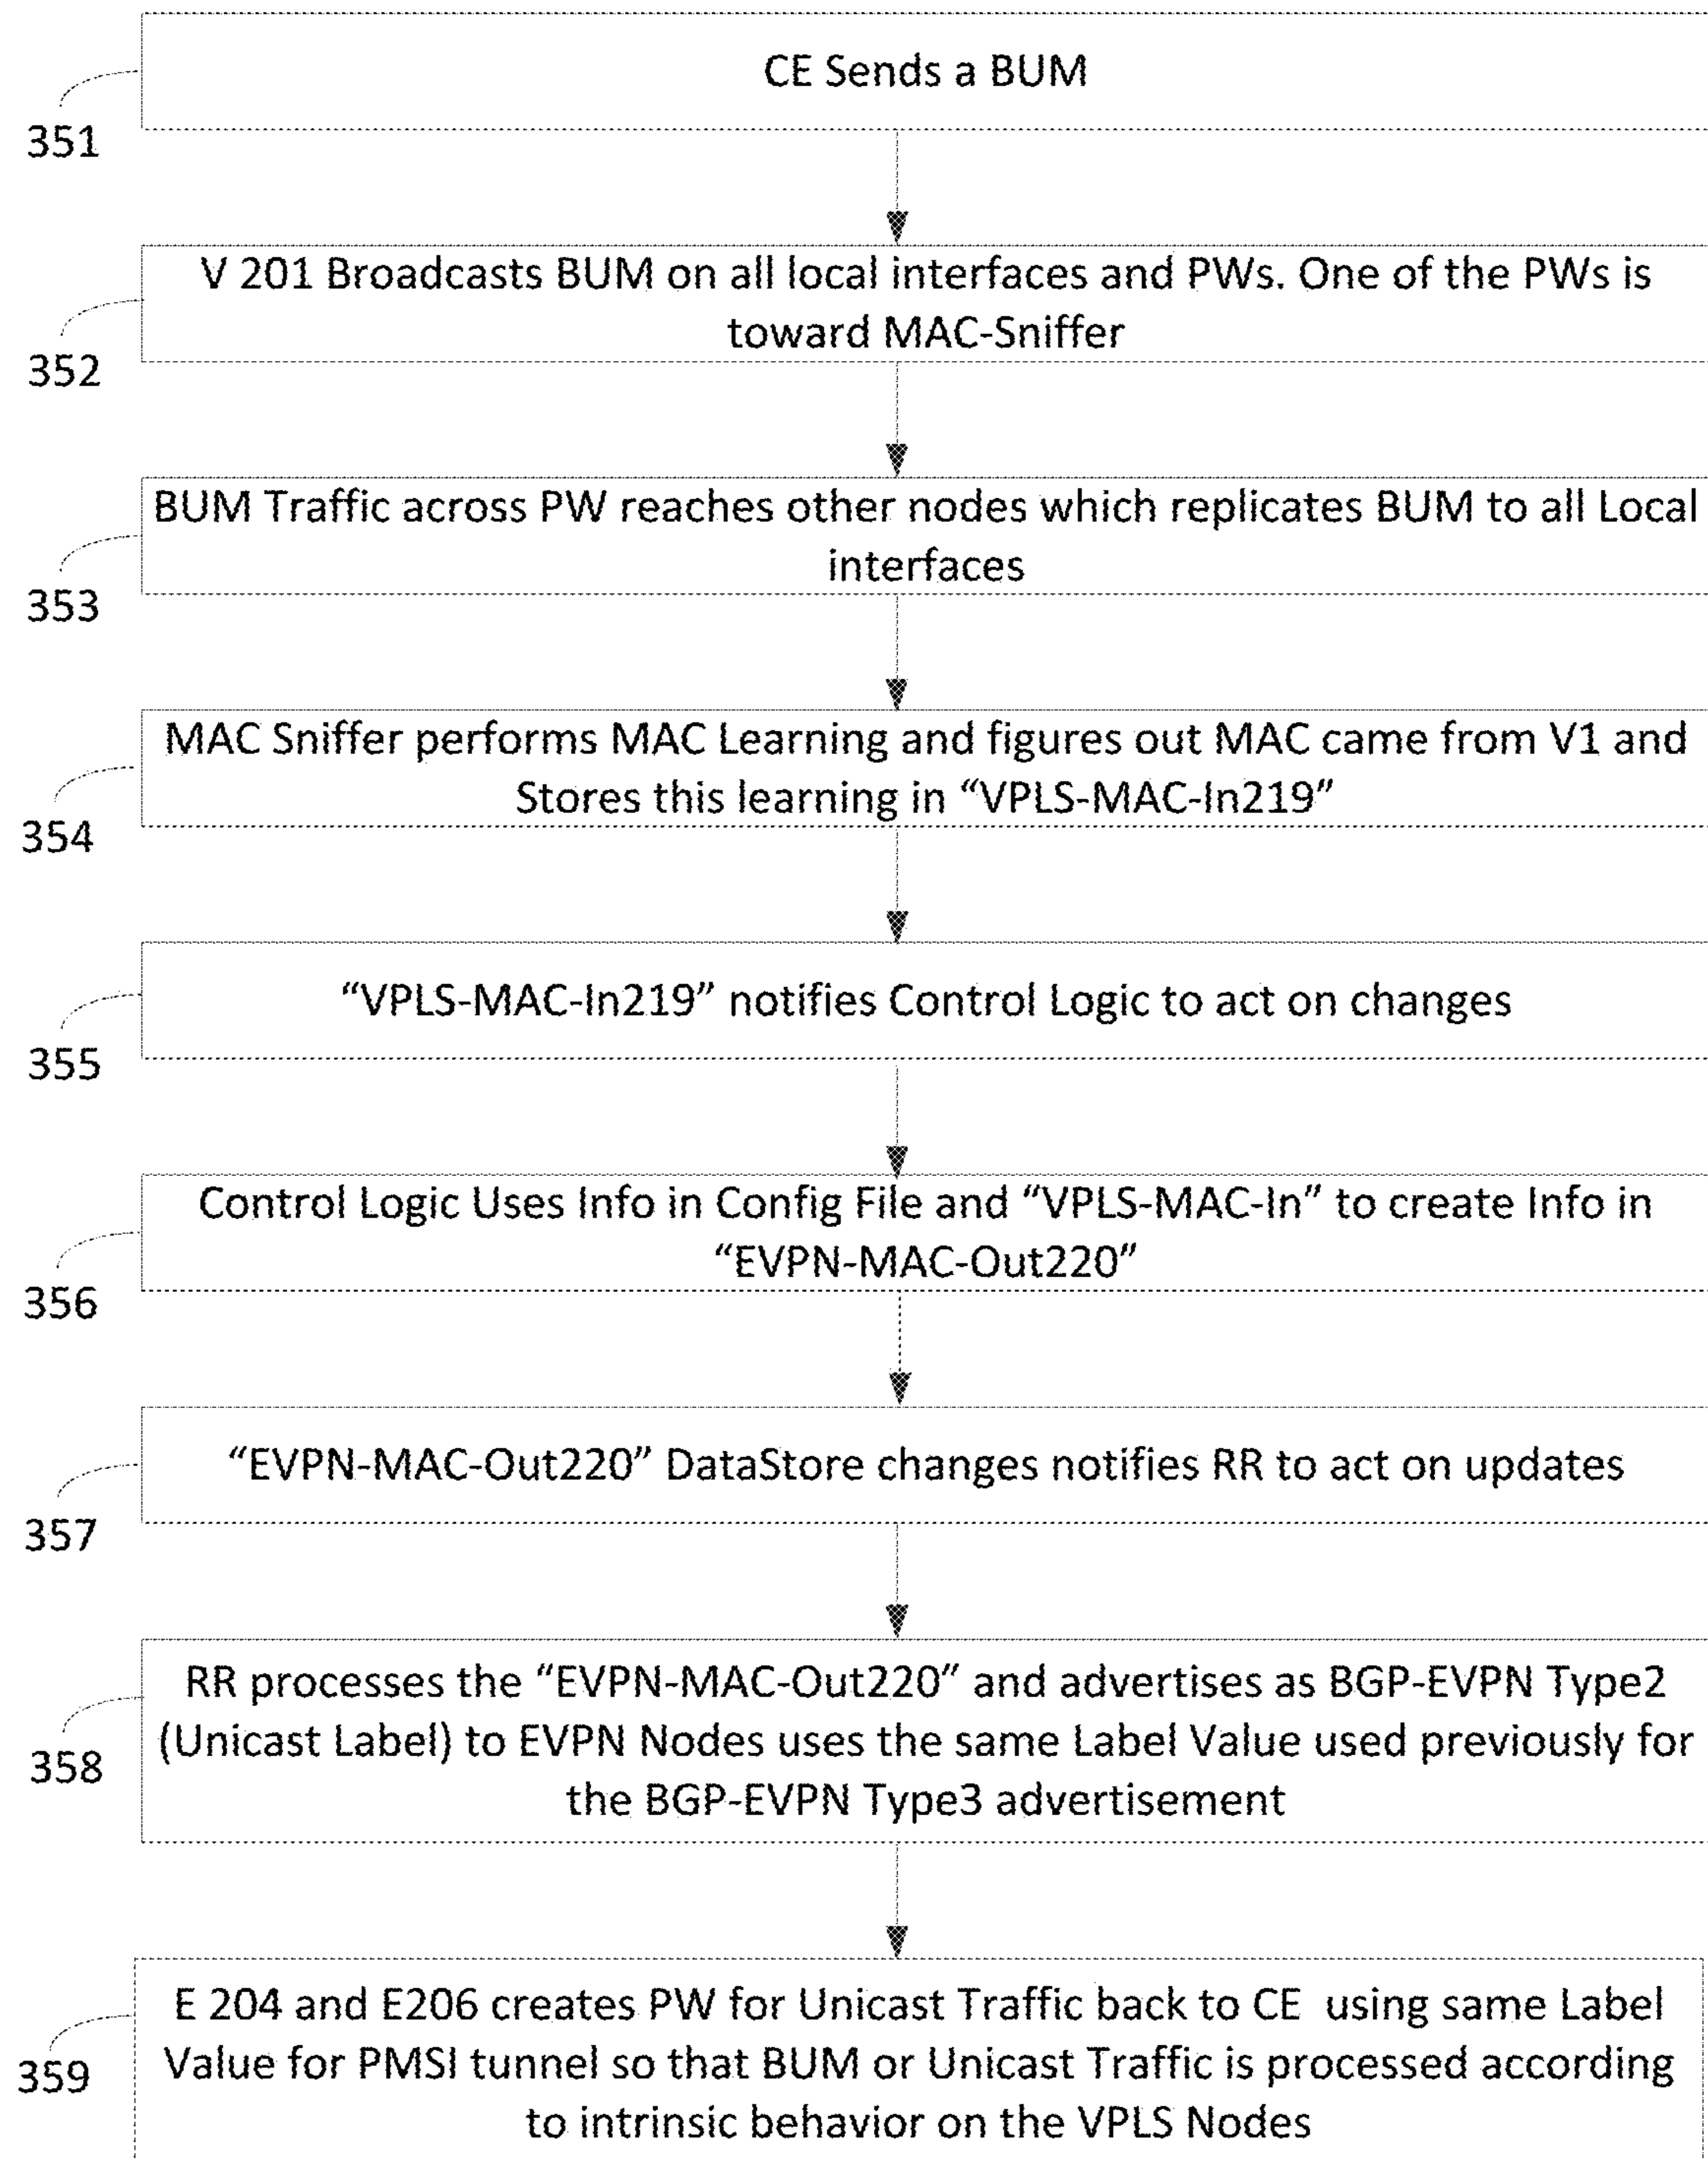 CE Sends a BUM
351
V 201 Broadcasts BUM on all local interfaces and PWs. One of the PWs is
toward MAC-Sniffer
352
BUM Traffic across PW reaches other nodes which replicates BUM to all Local
interfaces
353
MAC Sniffer performs MAC Learning and figures out MAC came from V1 and
Stores this learning in “VPLS-MAC-In219”
354
“VPLS-MAC-In219” notifies Control Logic to act on changes
355
Control Logic Uses Info in Config File and “VPLS-MAC-In” to create Info in
“EVPN-MAC-Out220”
356
“EVPN-MAC-Out220” DataStore changes notifies RR to act on updates
357
RR processes the “EVPN-MAC-Out220” and advertises as BGP-EVPN Type2
(Unicast Label) to EVPN Nodes uses the same Label Value used previously for
the BGP-EVPN Type3 advertisement
358
E 204 and E206 creates PW for Unicast Traffic back to CE using same Label
Value for PMSI tunnel so that BUM or Unicast Traffic is processed according
to intrinsic behavior on the VPLS Nodes
359